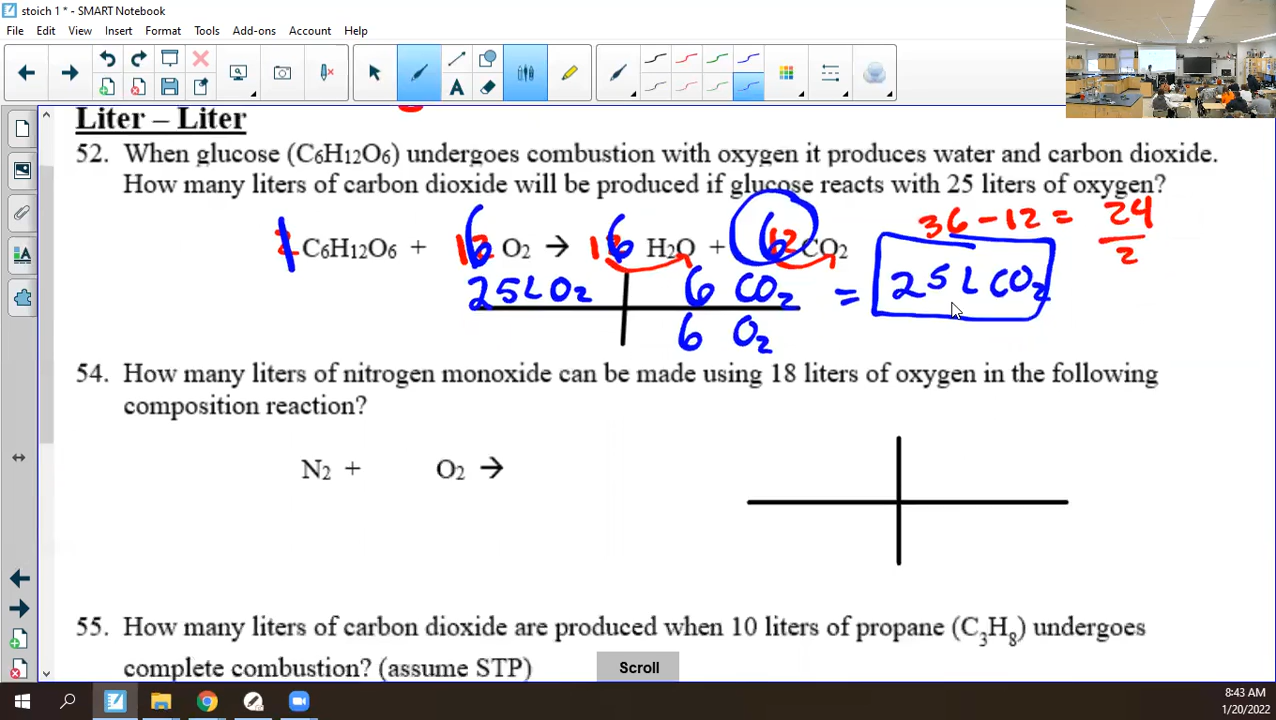 stoich 1 * - SMART Notebook
File Edit View Insert Format Tools Add-ons Account Help
Liter – Liter
52. When glucose (C6H12O6) undergoes combustion with oxygen it produces water and carbon dioxide.
How many liters of carbon dioxide will be produced if glucose reacts with 25 liters of oxygen?
36 - 12 = 24
2
1 C6H12O6 + 6 O2 → 6 H2O + 6 CO2
25L O2 6 CO2 = 25L CO2
6 O2
54. How many liters of nitrogen monoxide can be made using 18 liters of oxygen in the following
composition reaction?
N2 + O2 →
55. How many liters of carbon dioxide are produced when 10 liters of propane (C3H8) undergoes
complete combustion? (assume STP)
Scroll
8:43 AM
1/20/2022